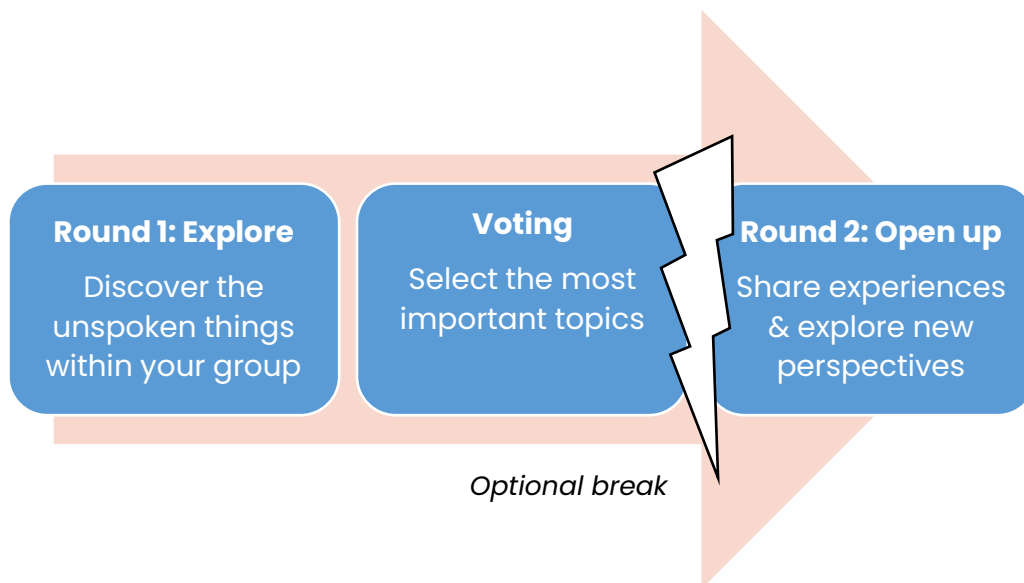 Round 1: Explore
Discover the
unspoken things
within your group
Voting
Select the most
important topics
Round 2: Open up
Share experiences
& explore new
perspectives
Optional break